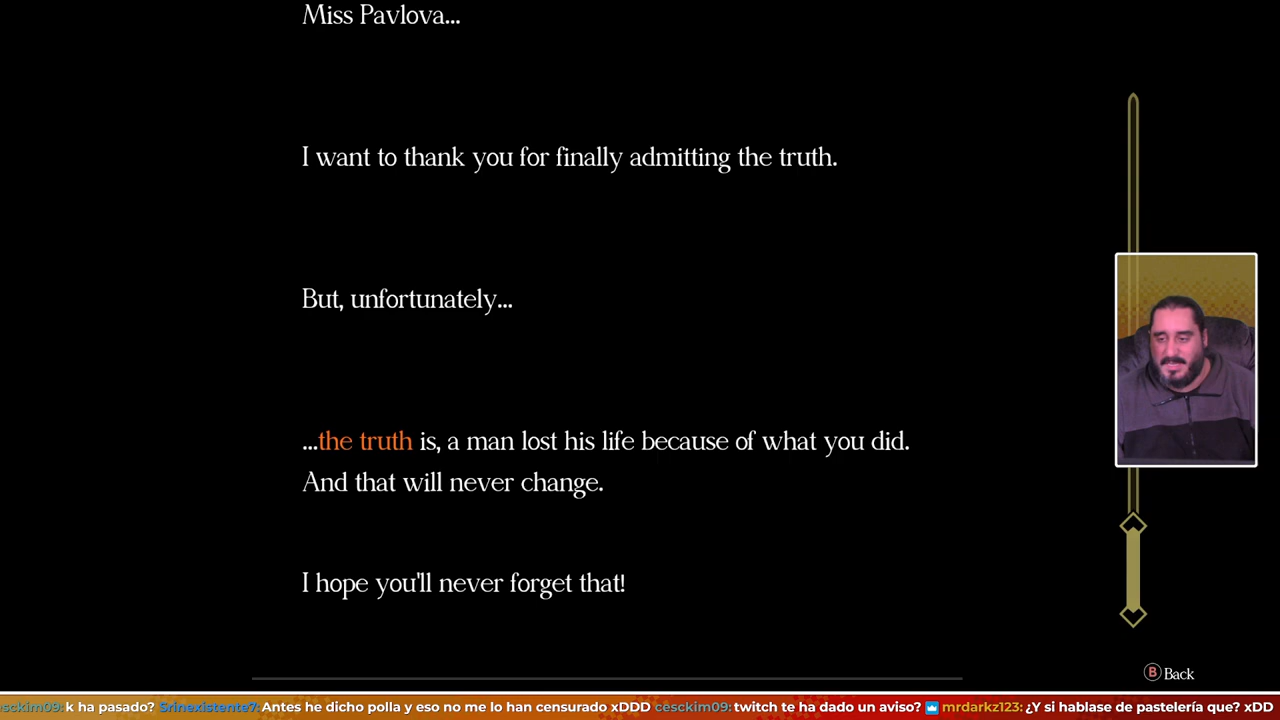 Miss Pavlova...
I want to thank you for finally admitting the truth.
But, unfortunately...
...the truth is, a man lost his life because of what you did.
And that will never change.
I hope you'll never forget that!
B Back
esckim09: k ha pasado? Srinexistente7: Antes he dicho polla y eso no me lo han censurado xDDD cesckim09: twitch te ha dado un aviso? mrdarkz123: ¿Y si hablase de pastelería que? xDD